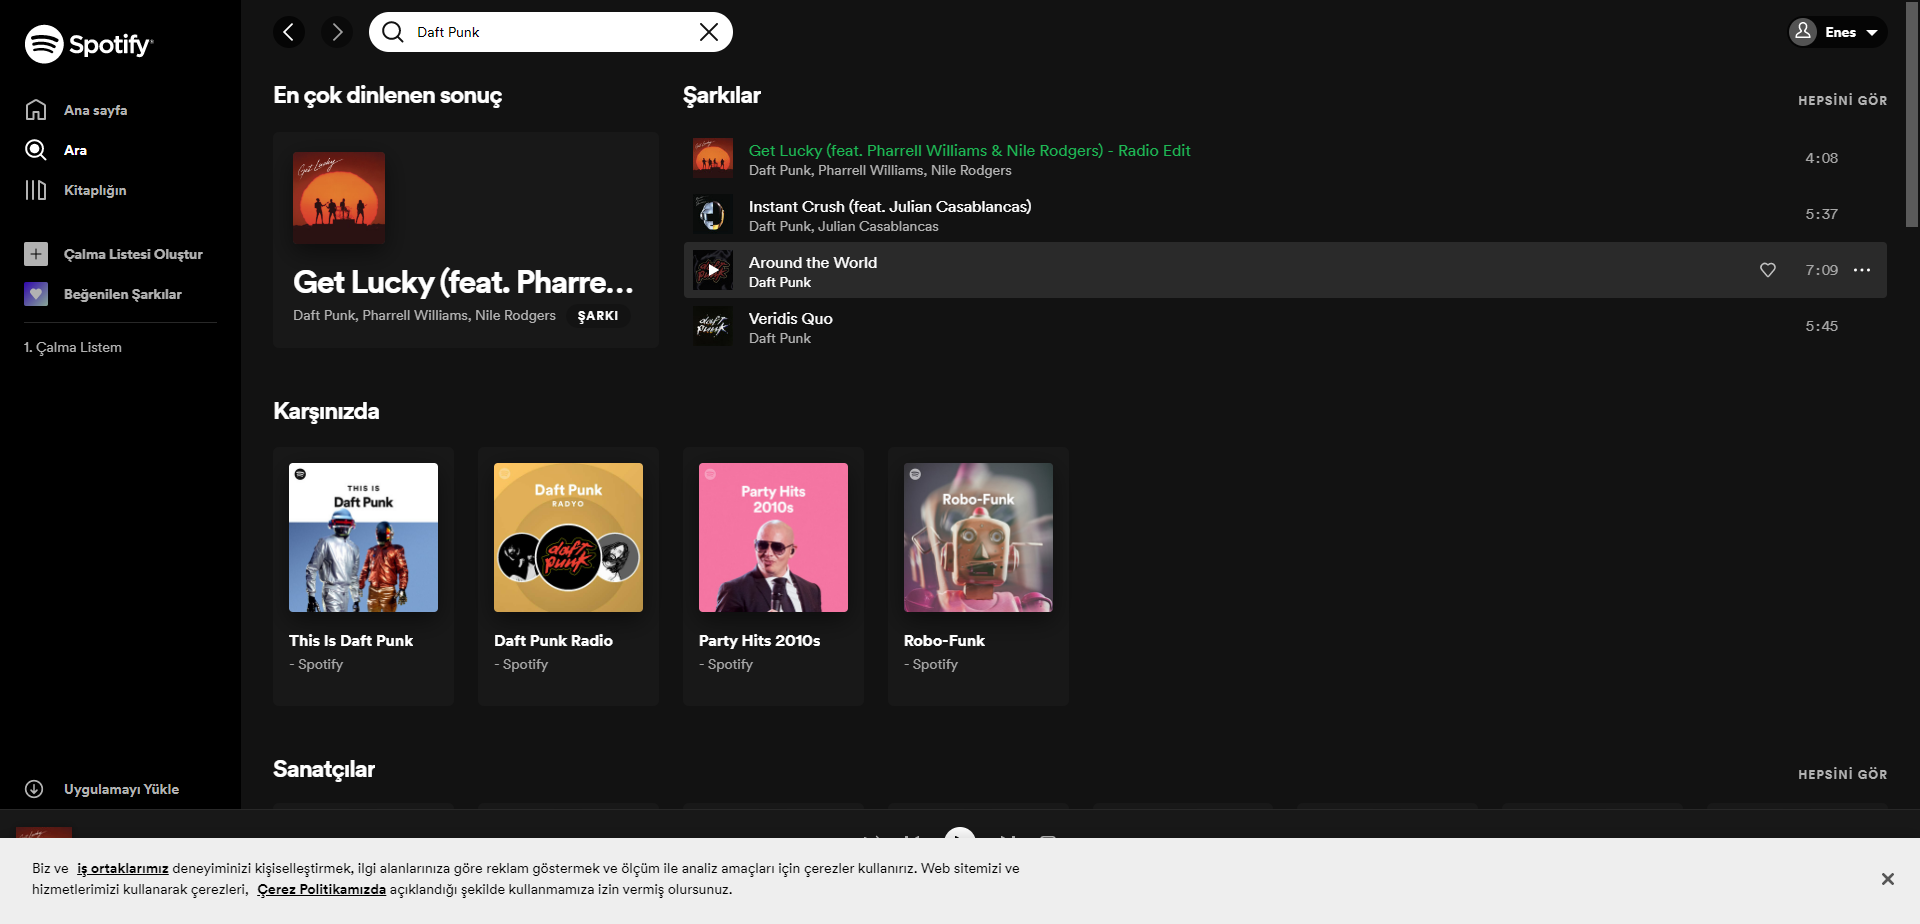 Spotify
Daft Punk
Enes
Ana sayfa
Ara
Kitaplığın
Çalma Listesi Oluştur
Beğenilen Şarkılar
1. Çalma Listem
Uygulamayı Yükle
En çok dinlenen sonuç
Get Lucky
Get Lucky (feat. Pharre...
Daft Punk, Pharrell Williams, Nile Rodgers
ŞARKI
Şarkılar
HEPSİNİ GÖR
Get Lucky (feat. Pharrell Williams & Nile Rodgers) - Radio Edit
Daft Punk, Pharrell Williams, Nile Rodgers
4:08
Instant Crush (feat. Julian Casablancas)
Daft Punk, Julian Casablancas
5:37
Around the World
Daft Punk
7:09
daft punk
Veridis Quo
Daft Punk
5:45
Karşınızda
THIS IS
Daft Punk
This Is Daft Punk
- Spotify
Daft Punk
RADYO
daft punk
Daft Punk Radio
- Spotify
Party Hits
2010s
Party Hits 2010s
- Spotify
Robo-Funk
Robo-Funk
- Spotify
Sanatçılar
HEPSİNİ GÖR
Biz ve iş ortaklarımız deneyiminizi kişiselleştirmek, ilgi alanlarınıza göre reklam göstermek ve ölçüm ile analiz amaçları için çerezler kullanırız. Web sitemizi ve
hizmetlerimizi kullanarak çerezleri, Çerez Politikamızda açıklandığı şekilde kullanmamıza izin vermiş olursunuz.